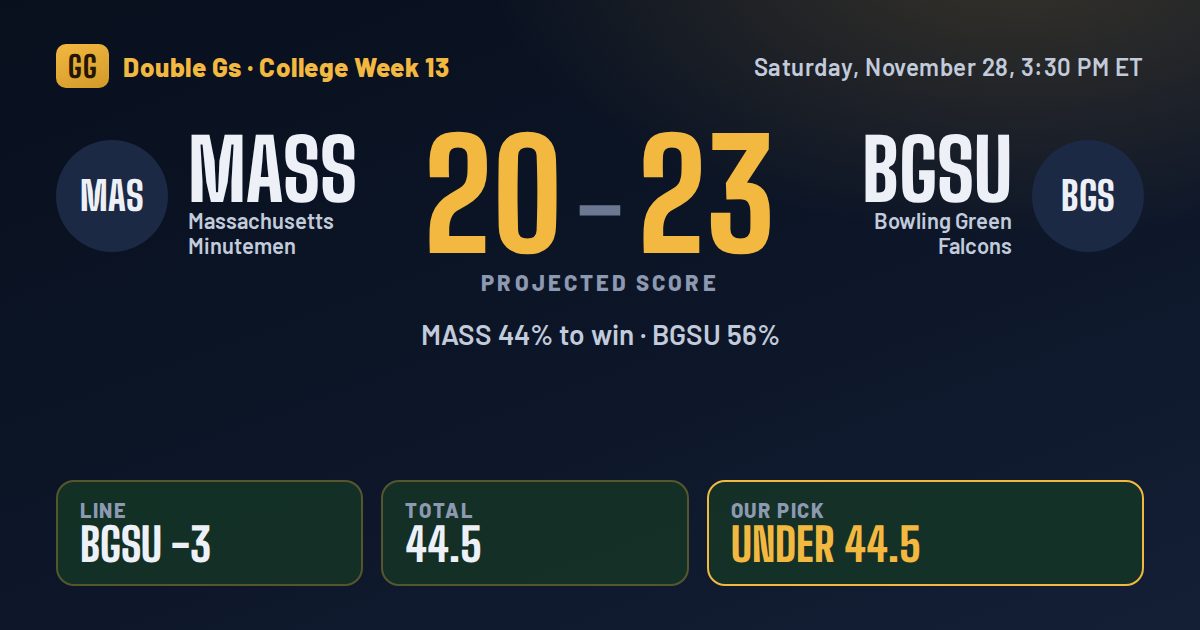 GG Double Gs · College Week 13
Saturday, November 28, 3:30 PM ET
MAS
MASS
Massachusetts
Minutemen
20 – 23
PROJECTED SCORE
MASS 44% to win · BGSU 56%
BGSU
Bowling Green
Falcons
BGS
LINE
BGSU −3
TOTAL
44.5
OUR PICK
UNDER 44.5